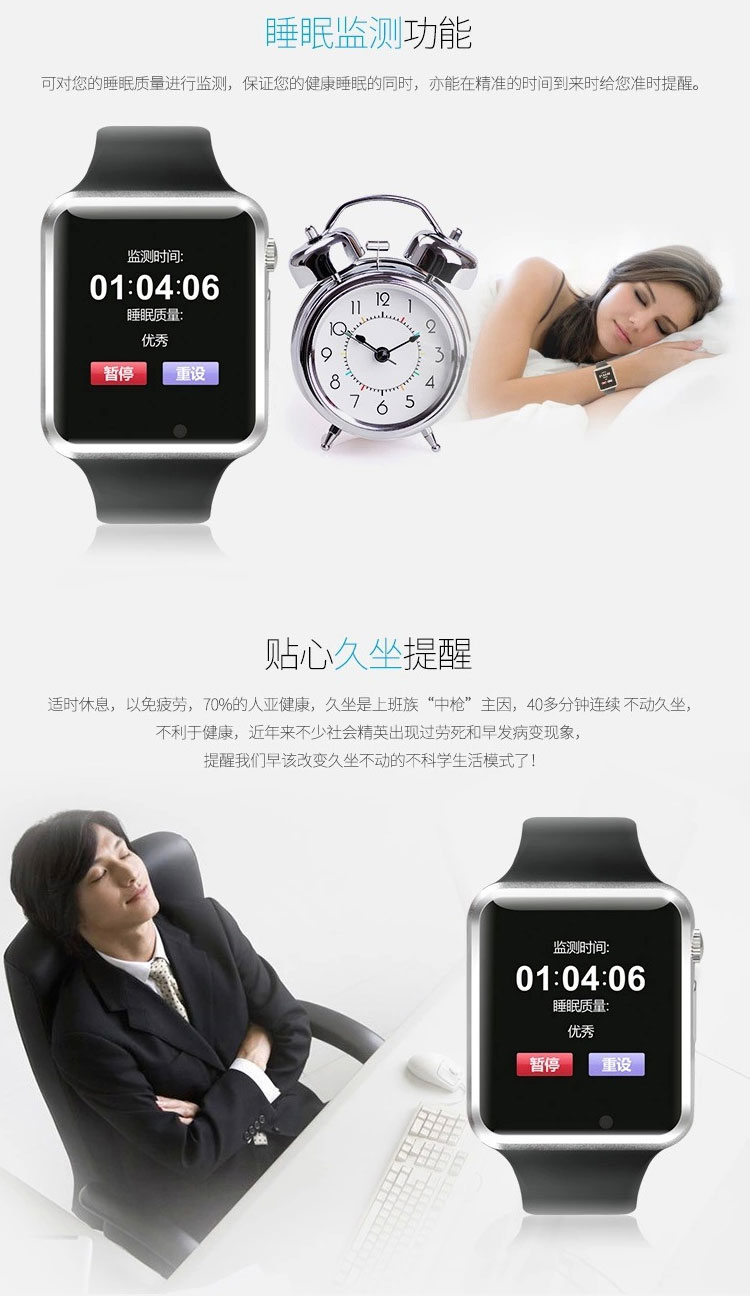 睡眠监测功能
可对您的睡眠质量进行监测，保证您的健康睡眠的同时，亦能在精准的时间到来时给您准时提醒。
监测时间:
01:04:06
睡眠质量:
优秀
暂停 重设
12
11 1
10 2
9 3
8 4
7 5
6
贴心久坐提醒
适时休息，以免疲劳，70%的人亚健康，久坐是上班族“中枪”主因，40多分钟连续 不动久坐，
不利于健康，近年来不少社会精英出现过劳死和早发病变现象，
提醒我们早该改变久坐不动的不科学生活模式了！
监测时间:
01:04:06
睡眠质量:
优秀
暂停 重设